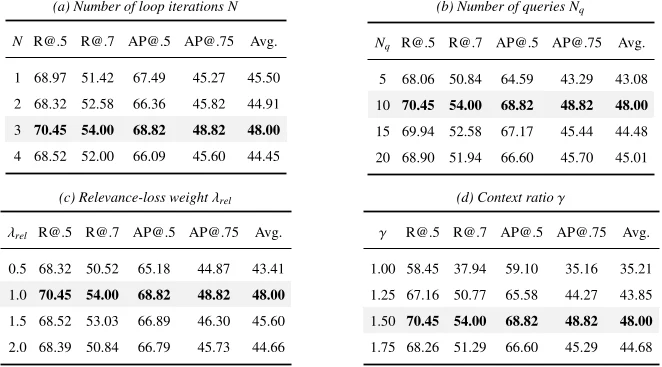 (a) Number of loop iterations N
N R@.5 R@.7 AP@.5 AP@.75 Avg.
1 68.97 51.42 67.49 45.27 45.50
2 68.32 52.58 66.36 45.82 44.91
3 70.45 54.00 68.82 48.82 48.00
4 68.52 52.00 66.09 45.60 44.45
(b) Number of queries Nq
Nq R@.5 R@.7 AP@.5 AP@.75 Avg.
5 68.06 50.84 64.59 43.29 43.08
10 70.45 54.00 68.82 48.82 48.00
15 69.94 52.58 67.17 45.44 44.48
20 68.90 51.94 66.60 45.70 45.01
(c) Relevance-loss weight λrel
λrel R@.5 R@.7 AP@.5 AP@.75 Avg.
0.5 68.32 50.52 65.18 44.87 43.41
1.0 70.45 54.00 68.82 48.82 48.00
1.5 68.52 53.03 66.89 46.30 45.60
2.0 68.39 50.84 66.79 45.73 44.66
(d) Context ratio γ
γ R@.5 R@.7 AP@.5 AP@.75 Avg.
1.00 58.45 37.94 59.10 35.16 35.21
1.25 67.16 50.77 65.58 44.27 43.85
1.50 70.45 54.00 68.82 48.82 48.00
1.75 68.26 51.29 66.60 45.29 44.68